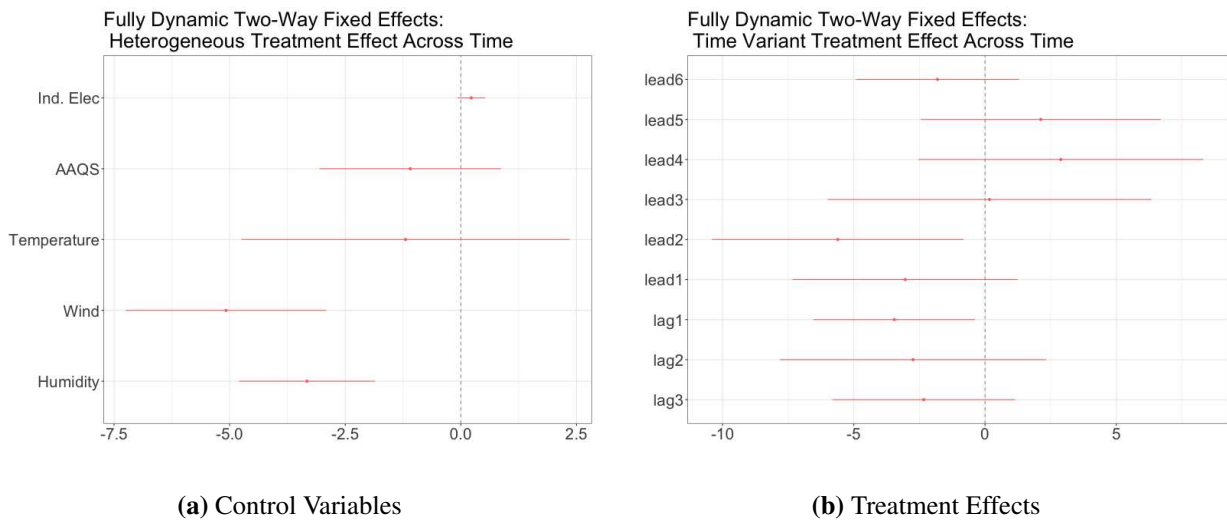 Fully Dynamic Two-Way Fixed Effects:
Heterogeneous Treatment Effect Across Time
Ind. Elec
AAQS
Temperature
Wind
Humidity
-7.5 -5.0 -2.5 0.0 2.5
(a) Control Variables
Fully Dynamic Two-Way Fixed Effects:
Time Variant Treatment Effect Across Time
lead6
lead5
lead4
lead3
lead2
lead1
lag1
lag2
lag3
-10 -5 0 5
(b) Treatment Effects